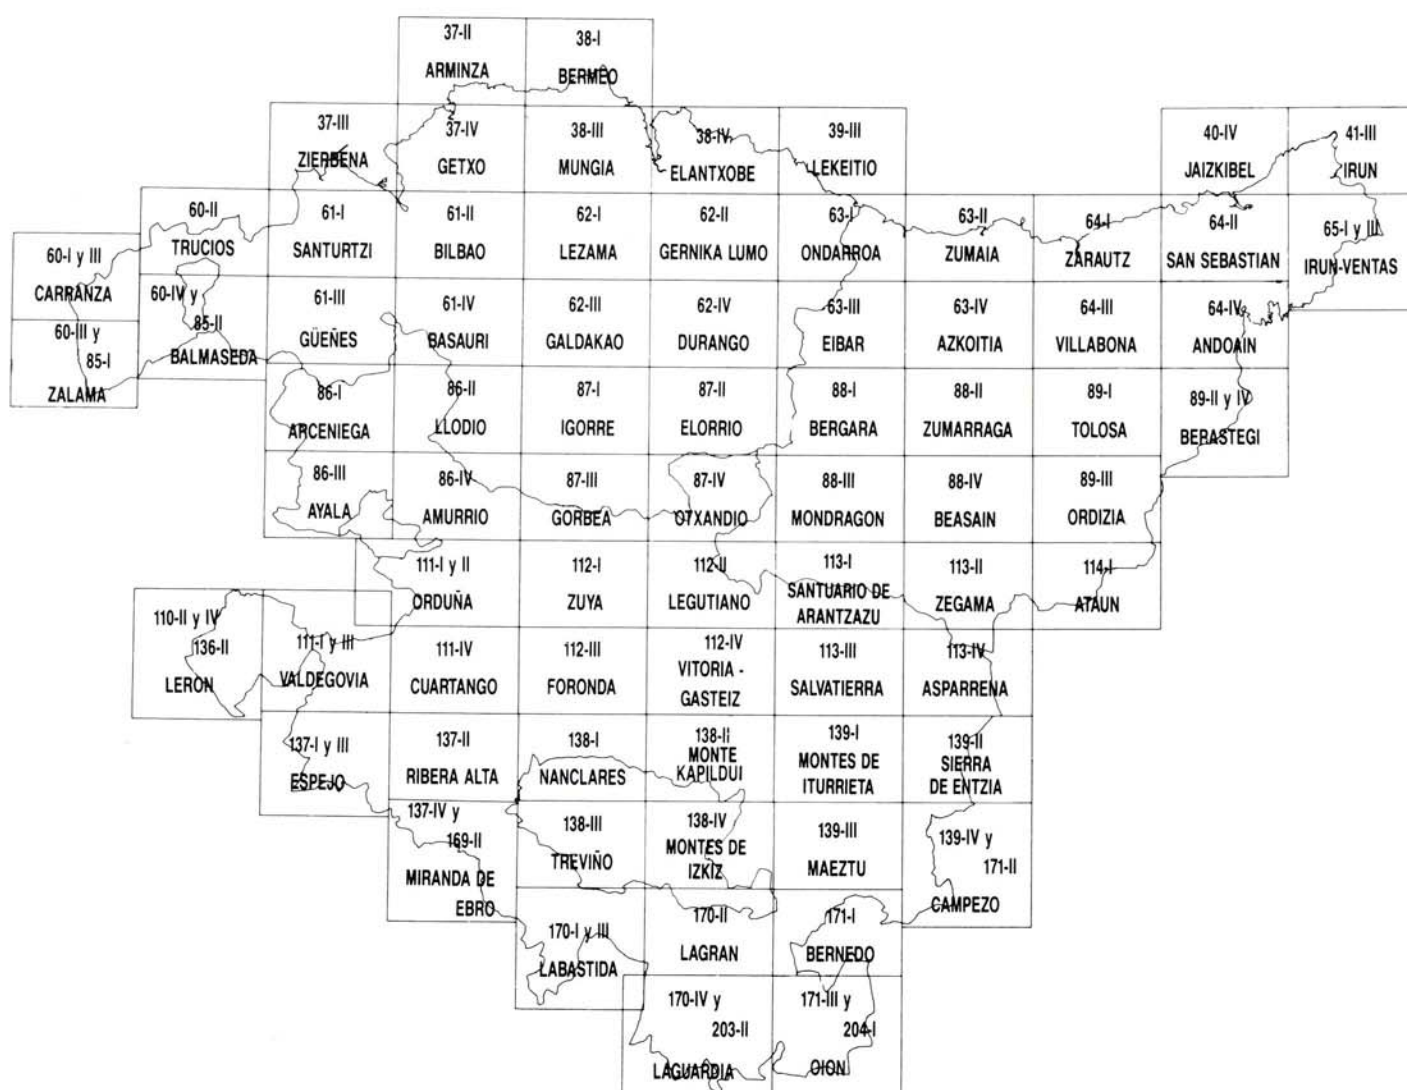 37-II
ARMINZA
38-I
BERMEO
37-III
ZIERBENA
37-IV
GETXO
38-III
MUNGIA
38-IV
ELANTXOBE
39-III
LEKEITIO
40-IV
JAIZKIBEL
41-III
IRUN
60-I y III
CARRANZA
60-II
TRUCIOS
61-I
SANTURTZI
61-II
BILBAO
62-I
LEZAMA
62-II
GERNIKA LUMO
63-I
ONDARROA
63-II
ZUMAIA
64-I
ZARAUTZ
64-II
SAN SEBASTIAN
65-I y III
IRUN-VENTAS
60-III y
85-I
ZALAMA
60-IV y
85-II
BALMASEDA
61-III
GÜEÑES
61-IV
BASAURI
62-III
GALDAKAO
62-IV
DURANGO
63-III
EIBAR
63-IV
AZKOITIA
64-III
VILLABONA
64-IV
ANDOAIN
86-I
ARCENIEGA
86-II
LLODIO
87-I
IGORRE
87-II
ELORRIO
88-I
BERGARA
88-II
ZUMARRAGA
89-I
TOLOSA
89-II y IV
BERASTEGI
86-III
AYALA
86-IV
AMURRIO
87-III
GORBEA
87-IV
OTXANDIO
88-III
MONDRAGON
88-IV
BEASAIN
89-III
ORDIZIA
111-I y II
ORDUÑA
112-I
ZUYA
112-II
LEGUTIANO
113-I
SANTUARIO DE
ARANTZAZU
113-II
ZEGAMA
114-I
ATAUN
110-II y IV
136-II
LERON
111-I y III
VALDEGOVIA
111-IV
CUARTANGO
112-III
FORONDA
112-IV
VITORIA -
GASTEIZ
113-III
SALVATIERRA
113-IV
ASPARRENA
137-I y III
ESPEJO
137-II
RIBERA ALTA
138-I
NANCLARES
138-II
MONTE
KAPILDUI
139-I
MONTES DE
ITURRIETA
139-II
SIERRA
DE ENTZIA
137-IV y
169-II
MIRANDA DE
EBRO
138-III
TREVIÑO
138-IV
MONTES DE
IZKIZ
139-III
MAEZTU
139-IV y
171-II
CAMPEZO
170-I y III
LABASTIDA
170-II
LAGRAN
171-I
BERNEDO
170-IV y
203-II
LAGUARDIA
171-III y
204-I
OION